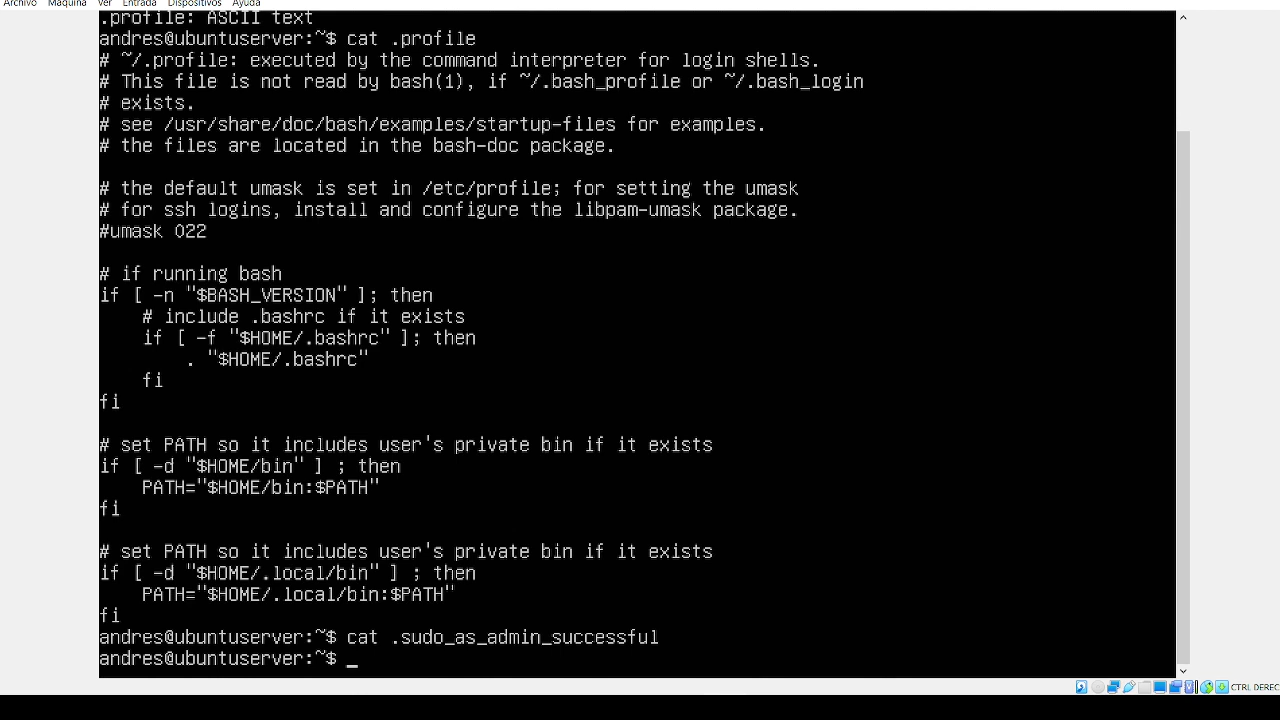 Archivo Máquina Ver Entrada Dispositivos Ayuda
.profile: ASCII text
andres@ubuntuserver:~$ cat .profile
# ~/.profile: executed by the command interpreter for login shells.
# This file is not read by bash(1), if ~/.bash_profile or ~/.bash_login
# exists.
# see /usr/share/doc/bash/examples/startup-files for examples.
# the files are located in the bash-doc package.

# the default umask is set in /etc/profile; for setting the umask
# for ssh logins, install and configure the libpam-umask package.
#umask 022

# if running bash
if [ -n "$BASH_VERSION" ]; then
    # include .bashrc if it exists
    if [ -f "$HOME/.bashrc" ]; then
        . "$HOME/.bashrc"
    fi
fi

# set PATH so it includes user's private bin if it exists
if [ -d "$HOME/bin" ] ; then
    PATH="$HOME/bin:$PATH"
fi

# set PATH so it includes user's private bin if it exists
if [ -d "$HOME/.local/bin" ] ; then
    PATH="$HOME/.local/bin:$PATH"
fi
andres@ubuntuserver:~$ cat .sudo_as_admin_successful
andres@ubuntuserver:~$ _
CTRL DEREC